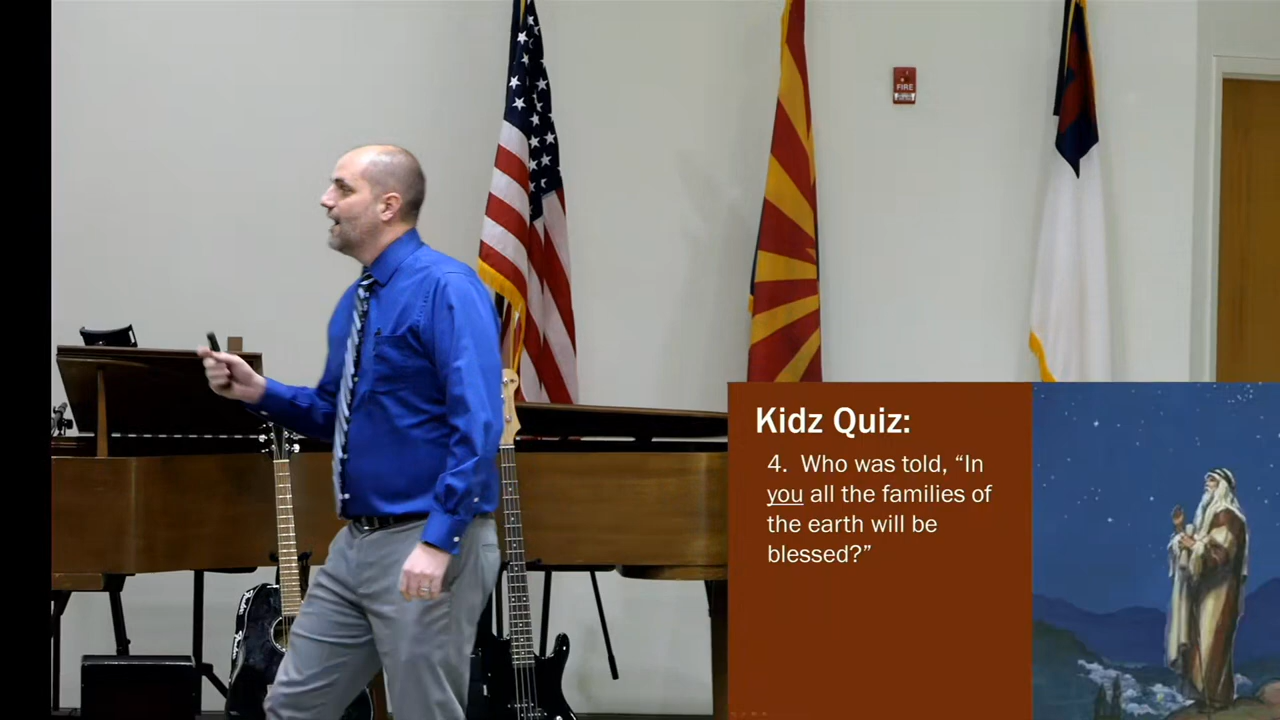 FIRE
Kidz Quiz:
4. Who was told, “In
you all the families of
the earth will be
blessed?”